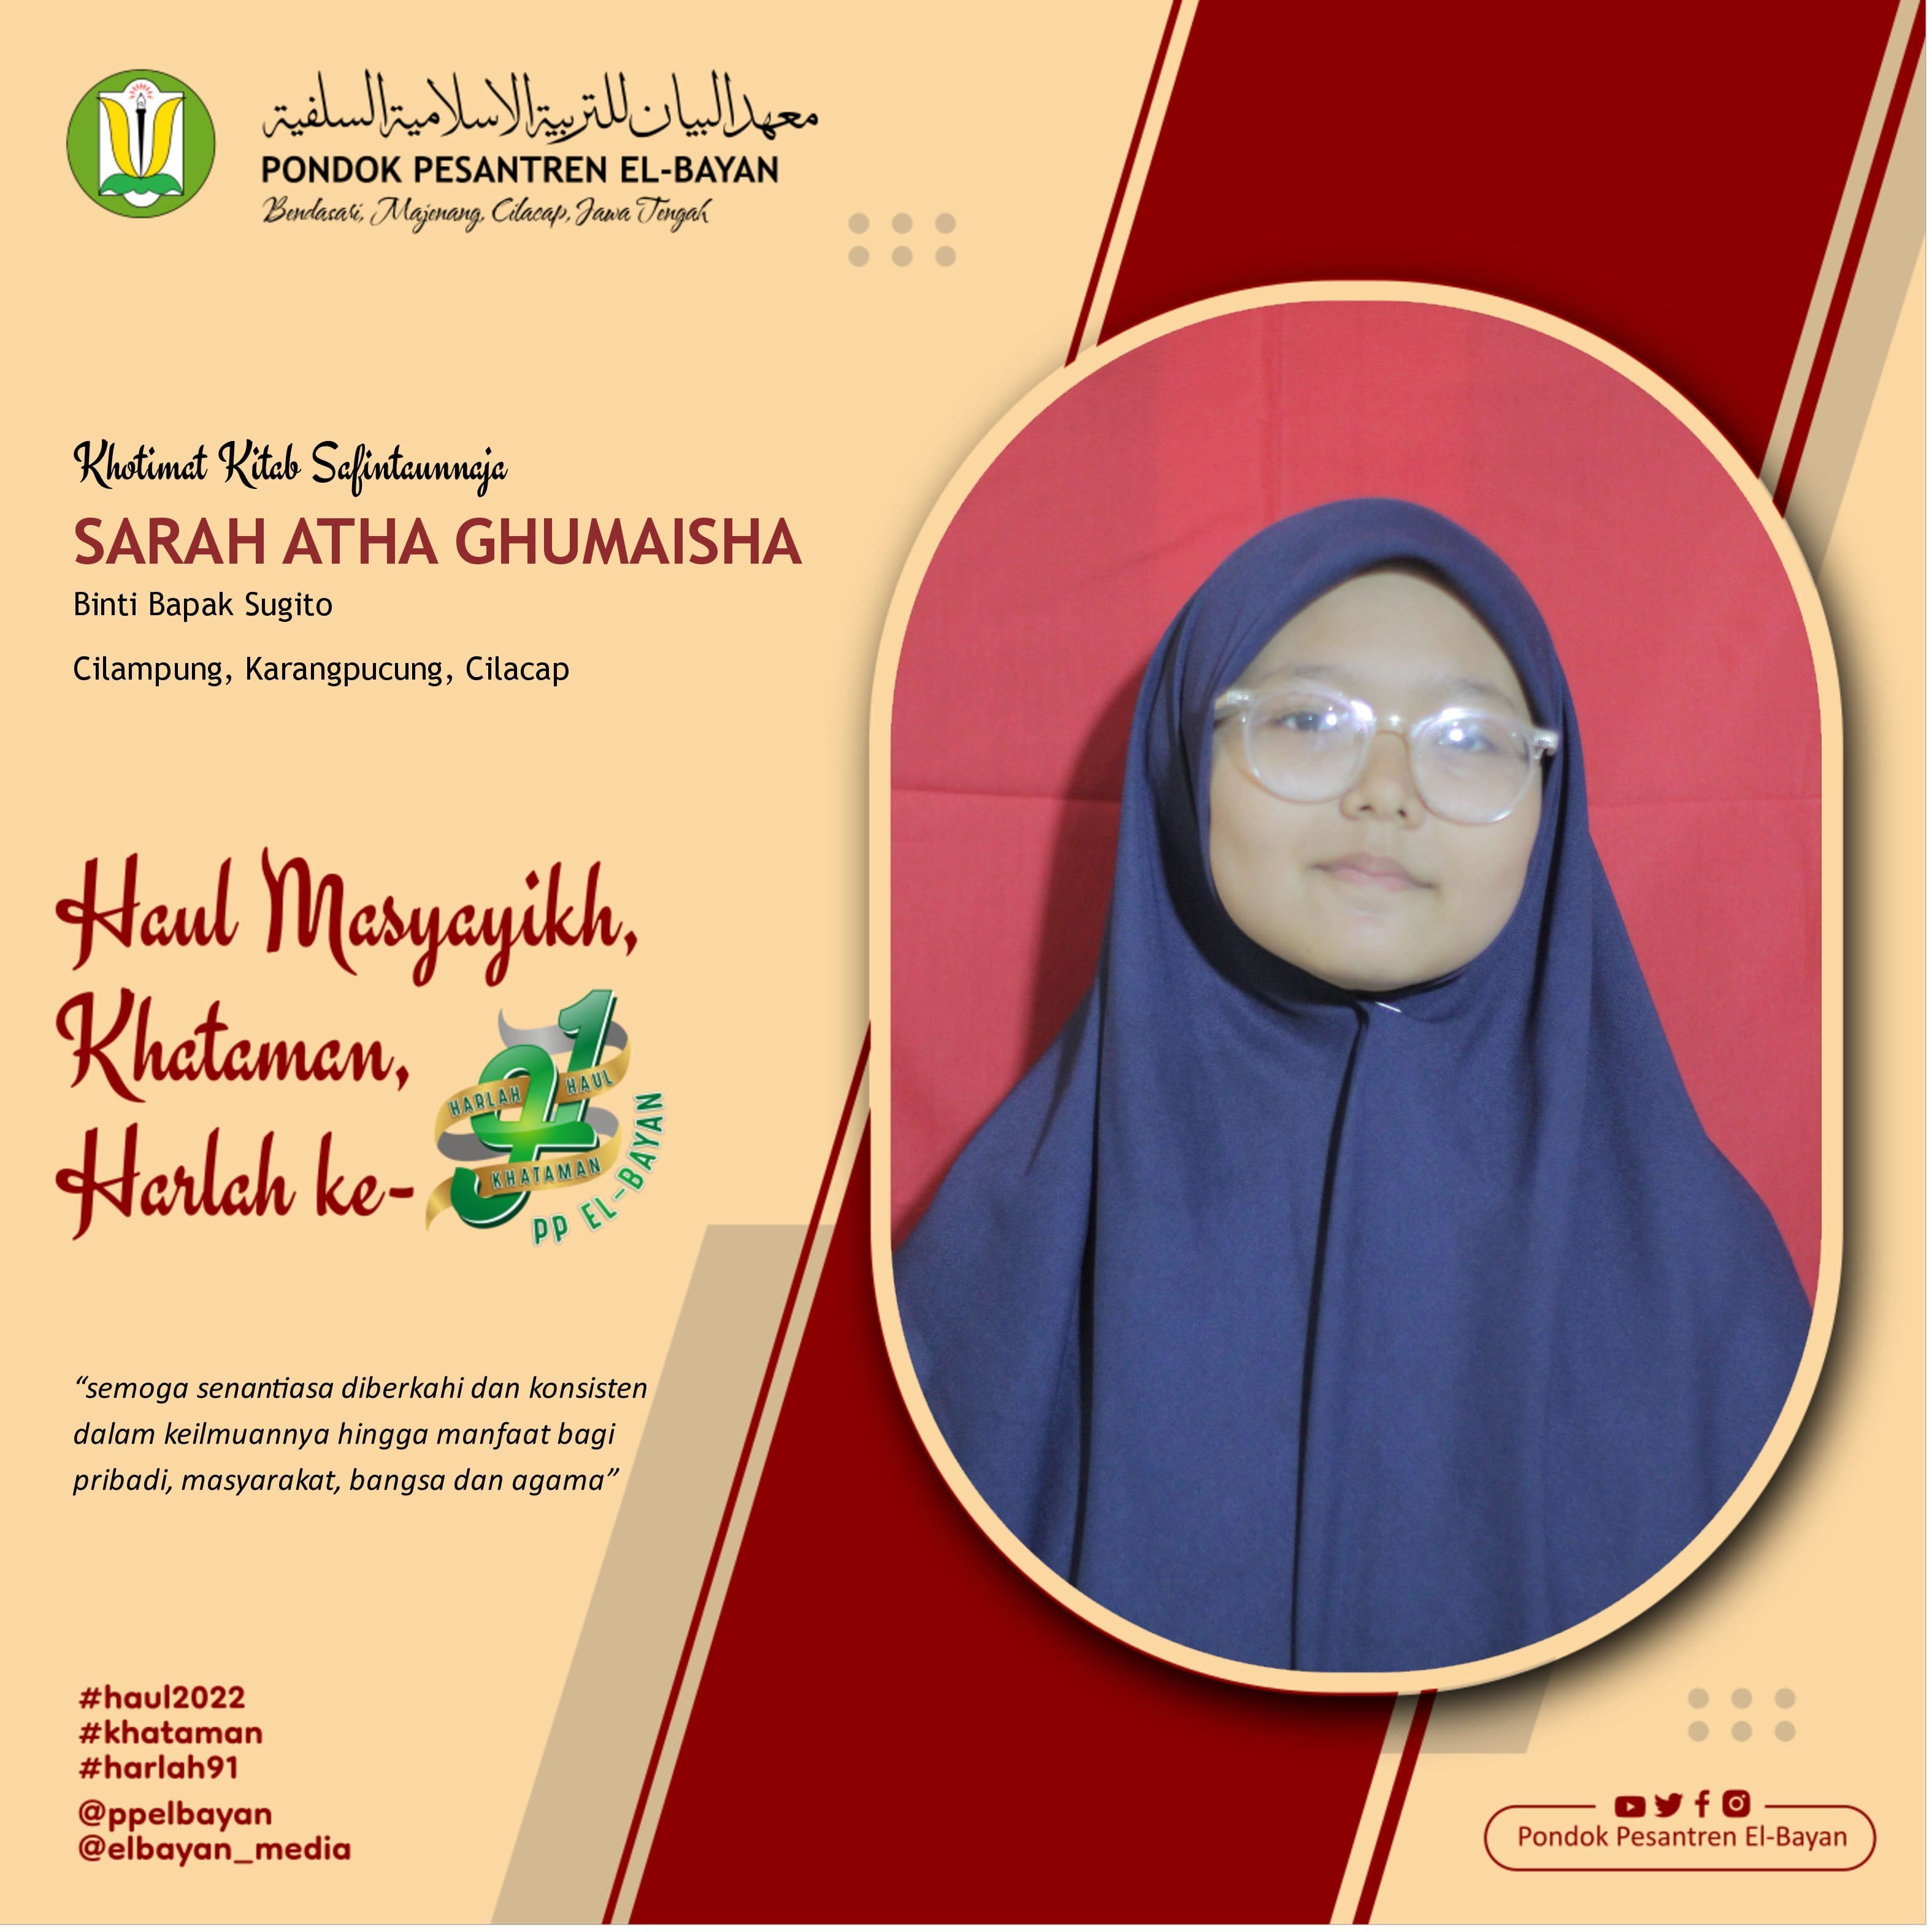 معهد البيان للتربية الاسلامية السلفية
PONDOK PESANTREN EL-BAYAN
Bendasari, Majenang, Cilacap, Jawa Tengah
Khotimat Kitab Safintaunnaja
SARAH ATHA GHUMAISHA
Binti Bapak Sugito
Cilampung, Karangpucung, Cilacap
Haul Masyayikh,
Khataman,
Harlah ke-
91
HARLAH HAUL
KHATAMAN
PP EL-BAYAN
“semoga senantiasa diberkahi dan konsisten
dalam keilmuannya hingga manfaat bagi
pribadi, masyarakat, bangsa dan agama”
#haul2022
#khataman
#harlah91
@ppelbayan
@elbayan_media
Pondok Pesantren El-Bayan